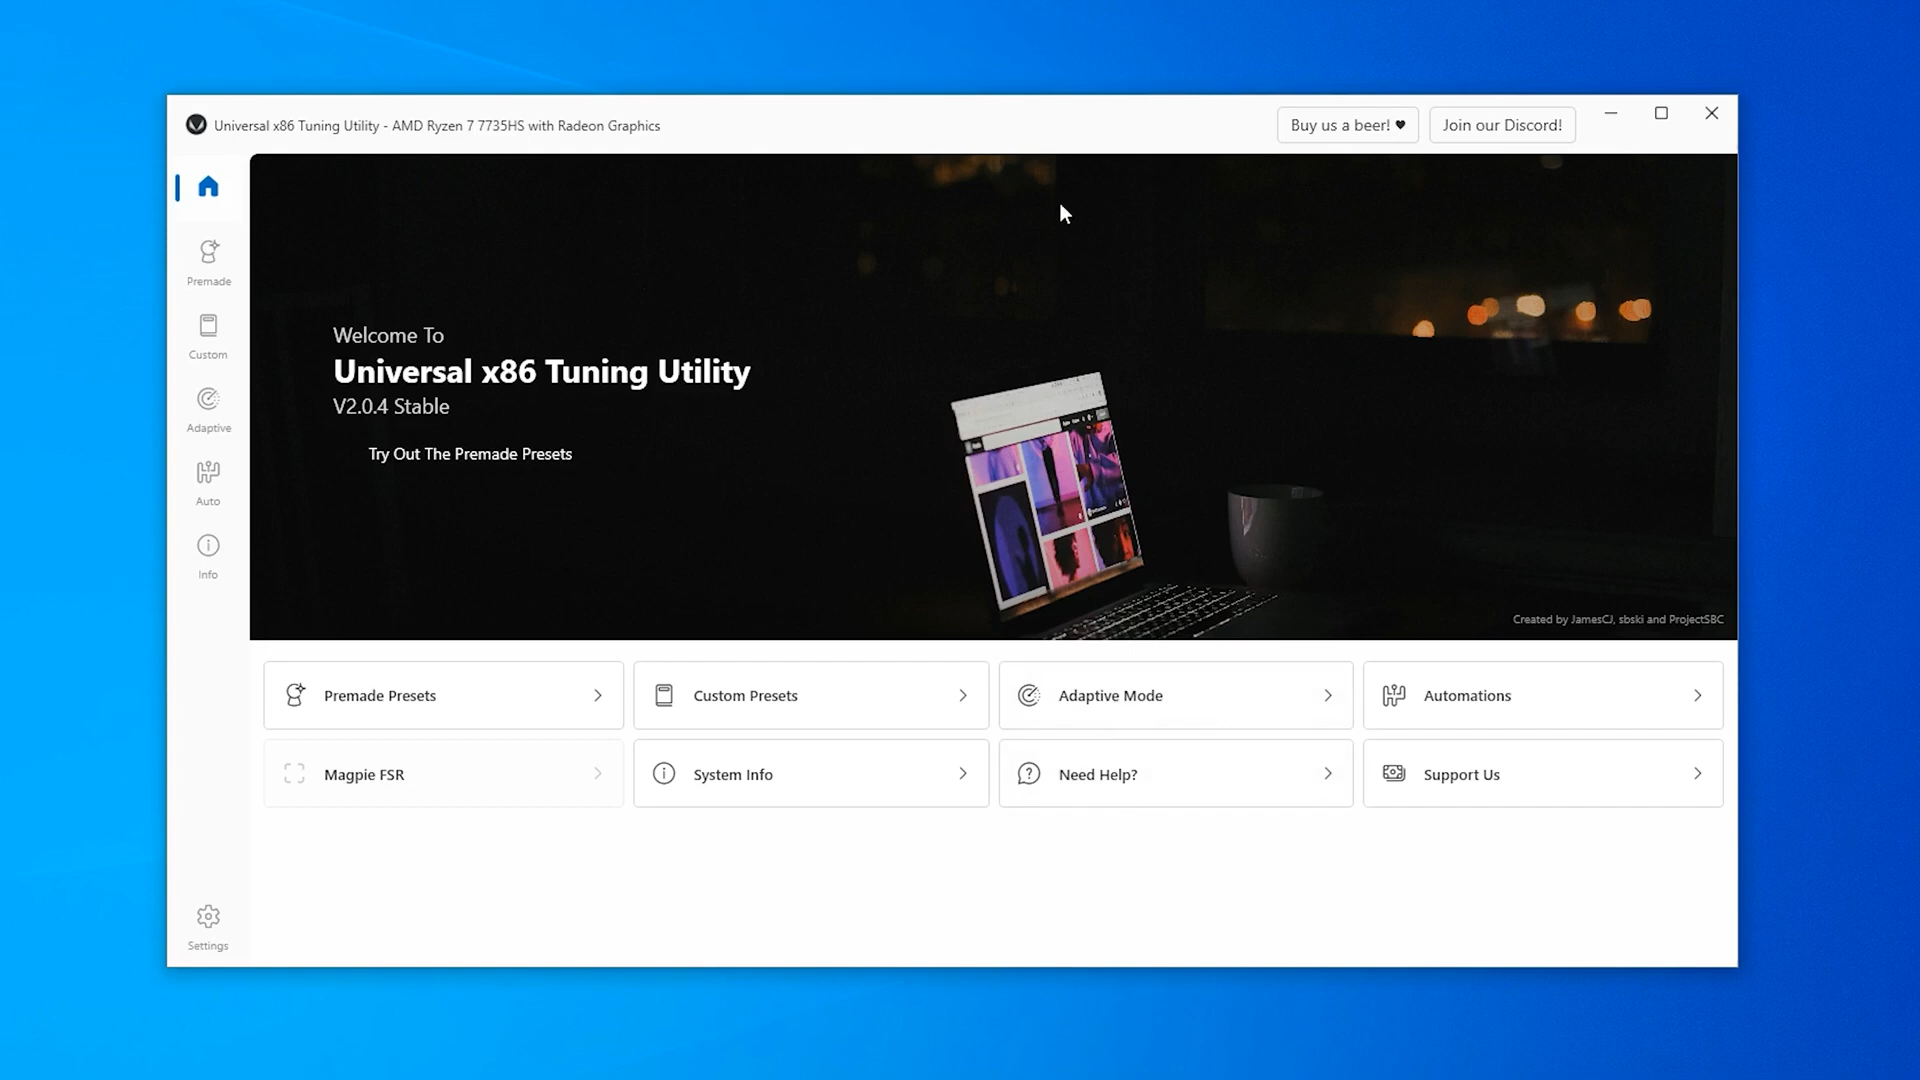 Universal x86 Tuning Utility - AMD Ryzen 7 7735HS with Radeon Graphics
Buy us a beer! ♥
Join our Discord!
Premade
Custom
Adaptive
Auto
Info
Settings
Welcome To
Universal x86 Tuning Utility
V2.0.4 Stable
Try Out The Premade Presets
Created by JamesCJ, sbski and ProjectSBC
Premade Presets
Custom Presets
Adaptive Mode
Automations
Magpie FSR
System Info
Need Help?
Support Us